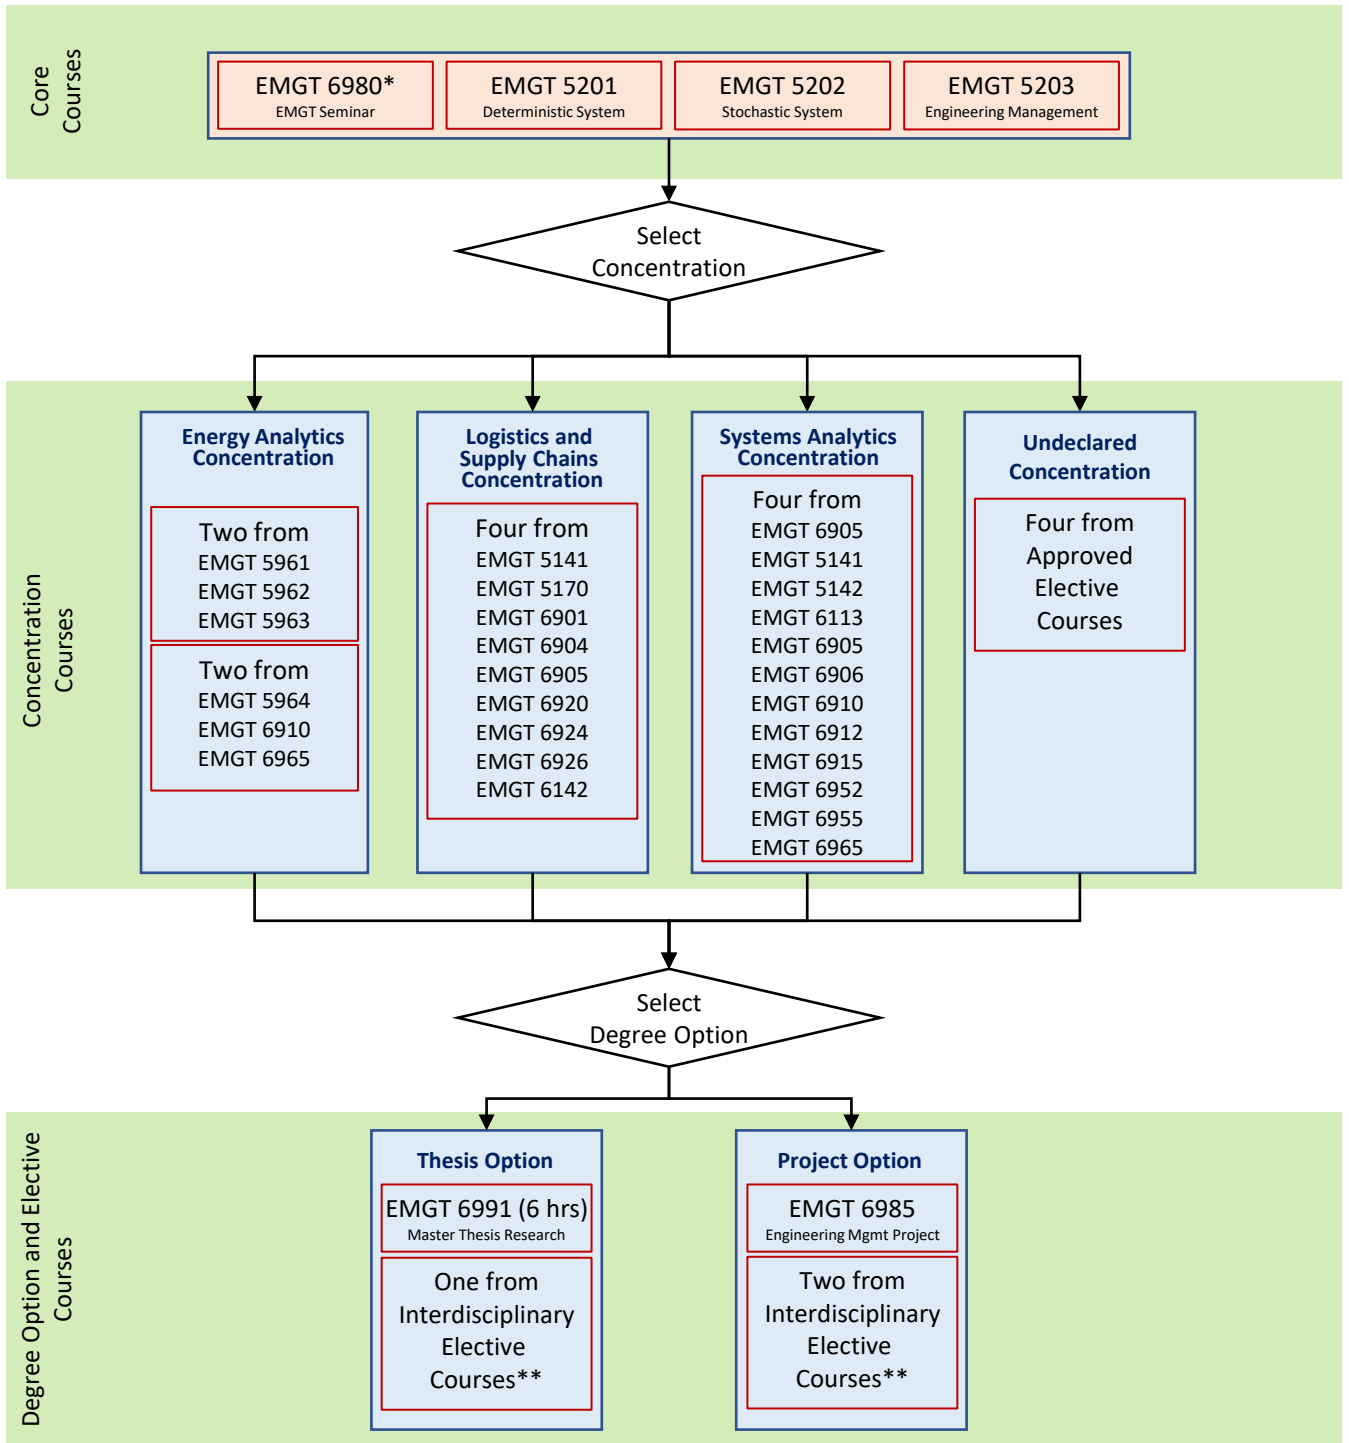 Core
Courses
EMGT 6980*
EMGT Seminar
EMGT 5201
Deterministic System
EMGT 5202
Stochastic System
EMGT 5203
Engineering Management
Select
Concentration
Concentration
Courses
Energy Analytics
Concentration
Two from
EMGT 5961
EMGT 5962
EMGT 5963
Two from
EMGT 5964
EMGT 6910
EMGT 6965
Logistics and
Supply Chains
Concentration
Four from
EMGT 5141
EMGT 5170
EMGT 6901
EMGT 6904
EMGT 6905
EMGT 6920
EMGT 6924
EMGT 6926
EMGT 6142
Systems Analytics
Concentration
Four from
EMGT 6905
EMGT 5141
EMGT 5142
EMGT 6113
EMGT 6905
EMGT 6906
EMGT 6910
EMGT 6912
EMGT 6915
EMGT 6952
EMGT 6955
EMGT 6965
Undeclared
Concentration
Four from
Approved
Elective
Courses
Select
Degree Option
Degree Option and Elective
Courses
Thesis Option
EMGT 6991 (6 hrs)
Master Thesis Research
One from
Interdisciplinary
Elective
Courses**
Project Option
EMGT 6985
Engineering Mgmt Project
Two from
Interdisciplinary
Elective
Courses**